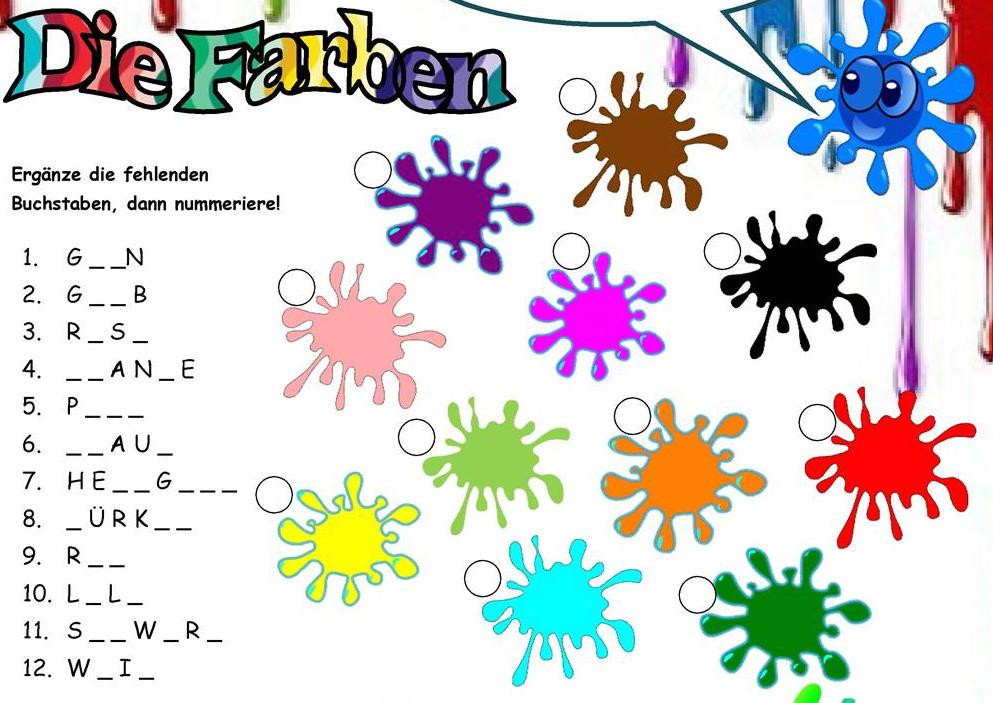 Die Farben
Ergänze die fehlenden
Buchstaben, dann nummeriere!
1. G _ _ N
2. G _ _ B
3. R _ S _
4. _ _ A N _ E
5. P _ _ _
6. _ _ A U _
7. H E _ _ G _ _ _
8. _ Ü R K _ _
9. R _ _
10. L _ L _
11. S _ _ W _ R _
12. W _ I _